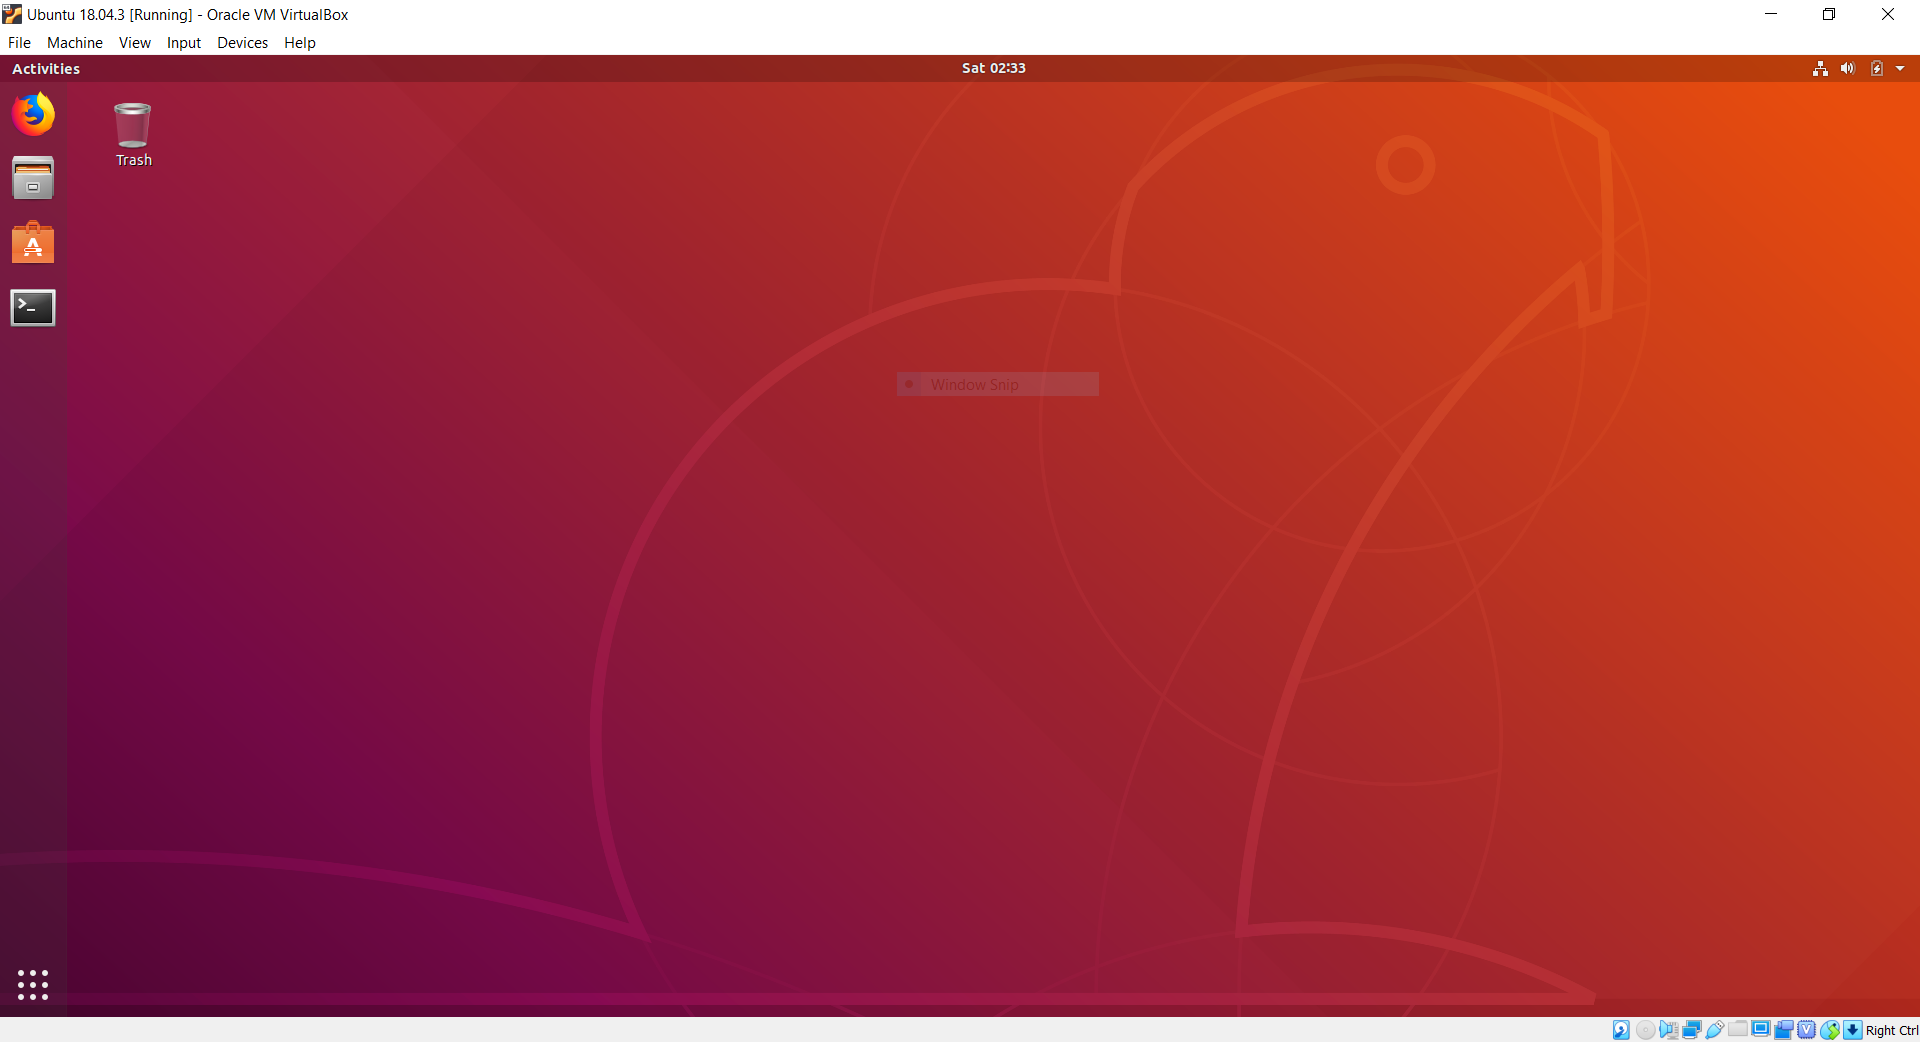 Ubuntu 18.04.3 [Running] - Oracle VM VirtualBox
File Machine View Input Devices Help
Activities
Sat 02:33
Trash
Window Snip
Right Ctrl